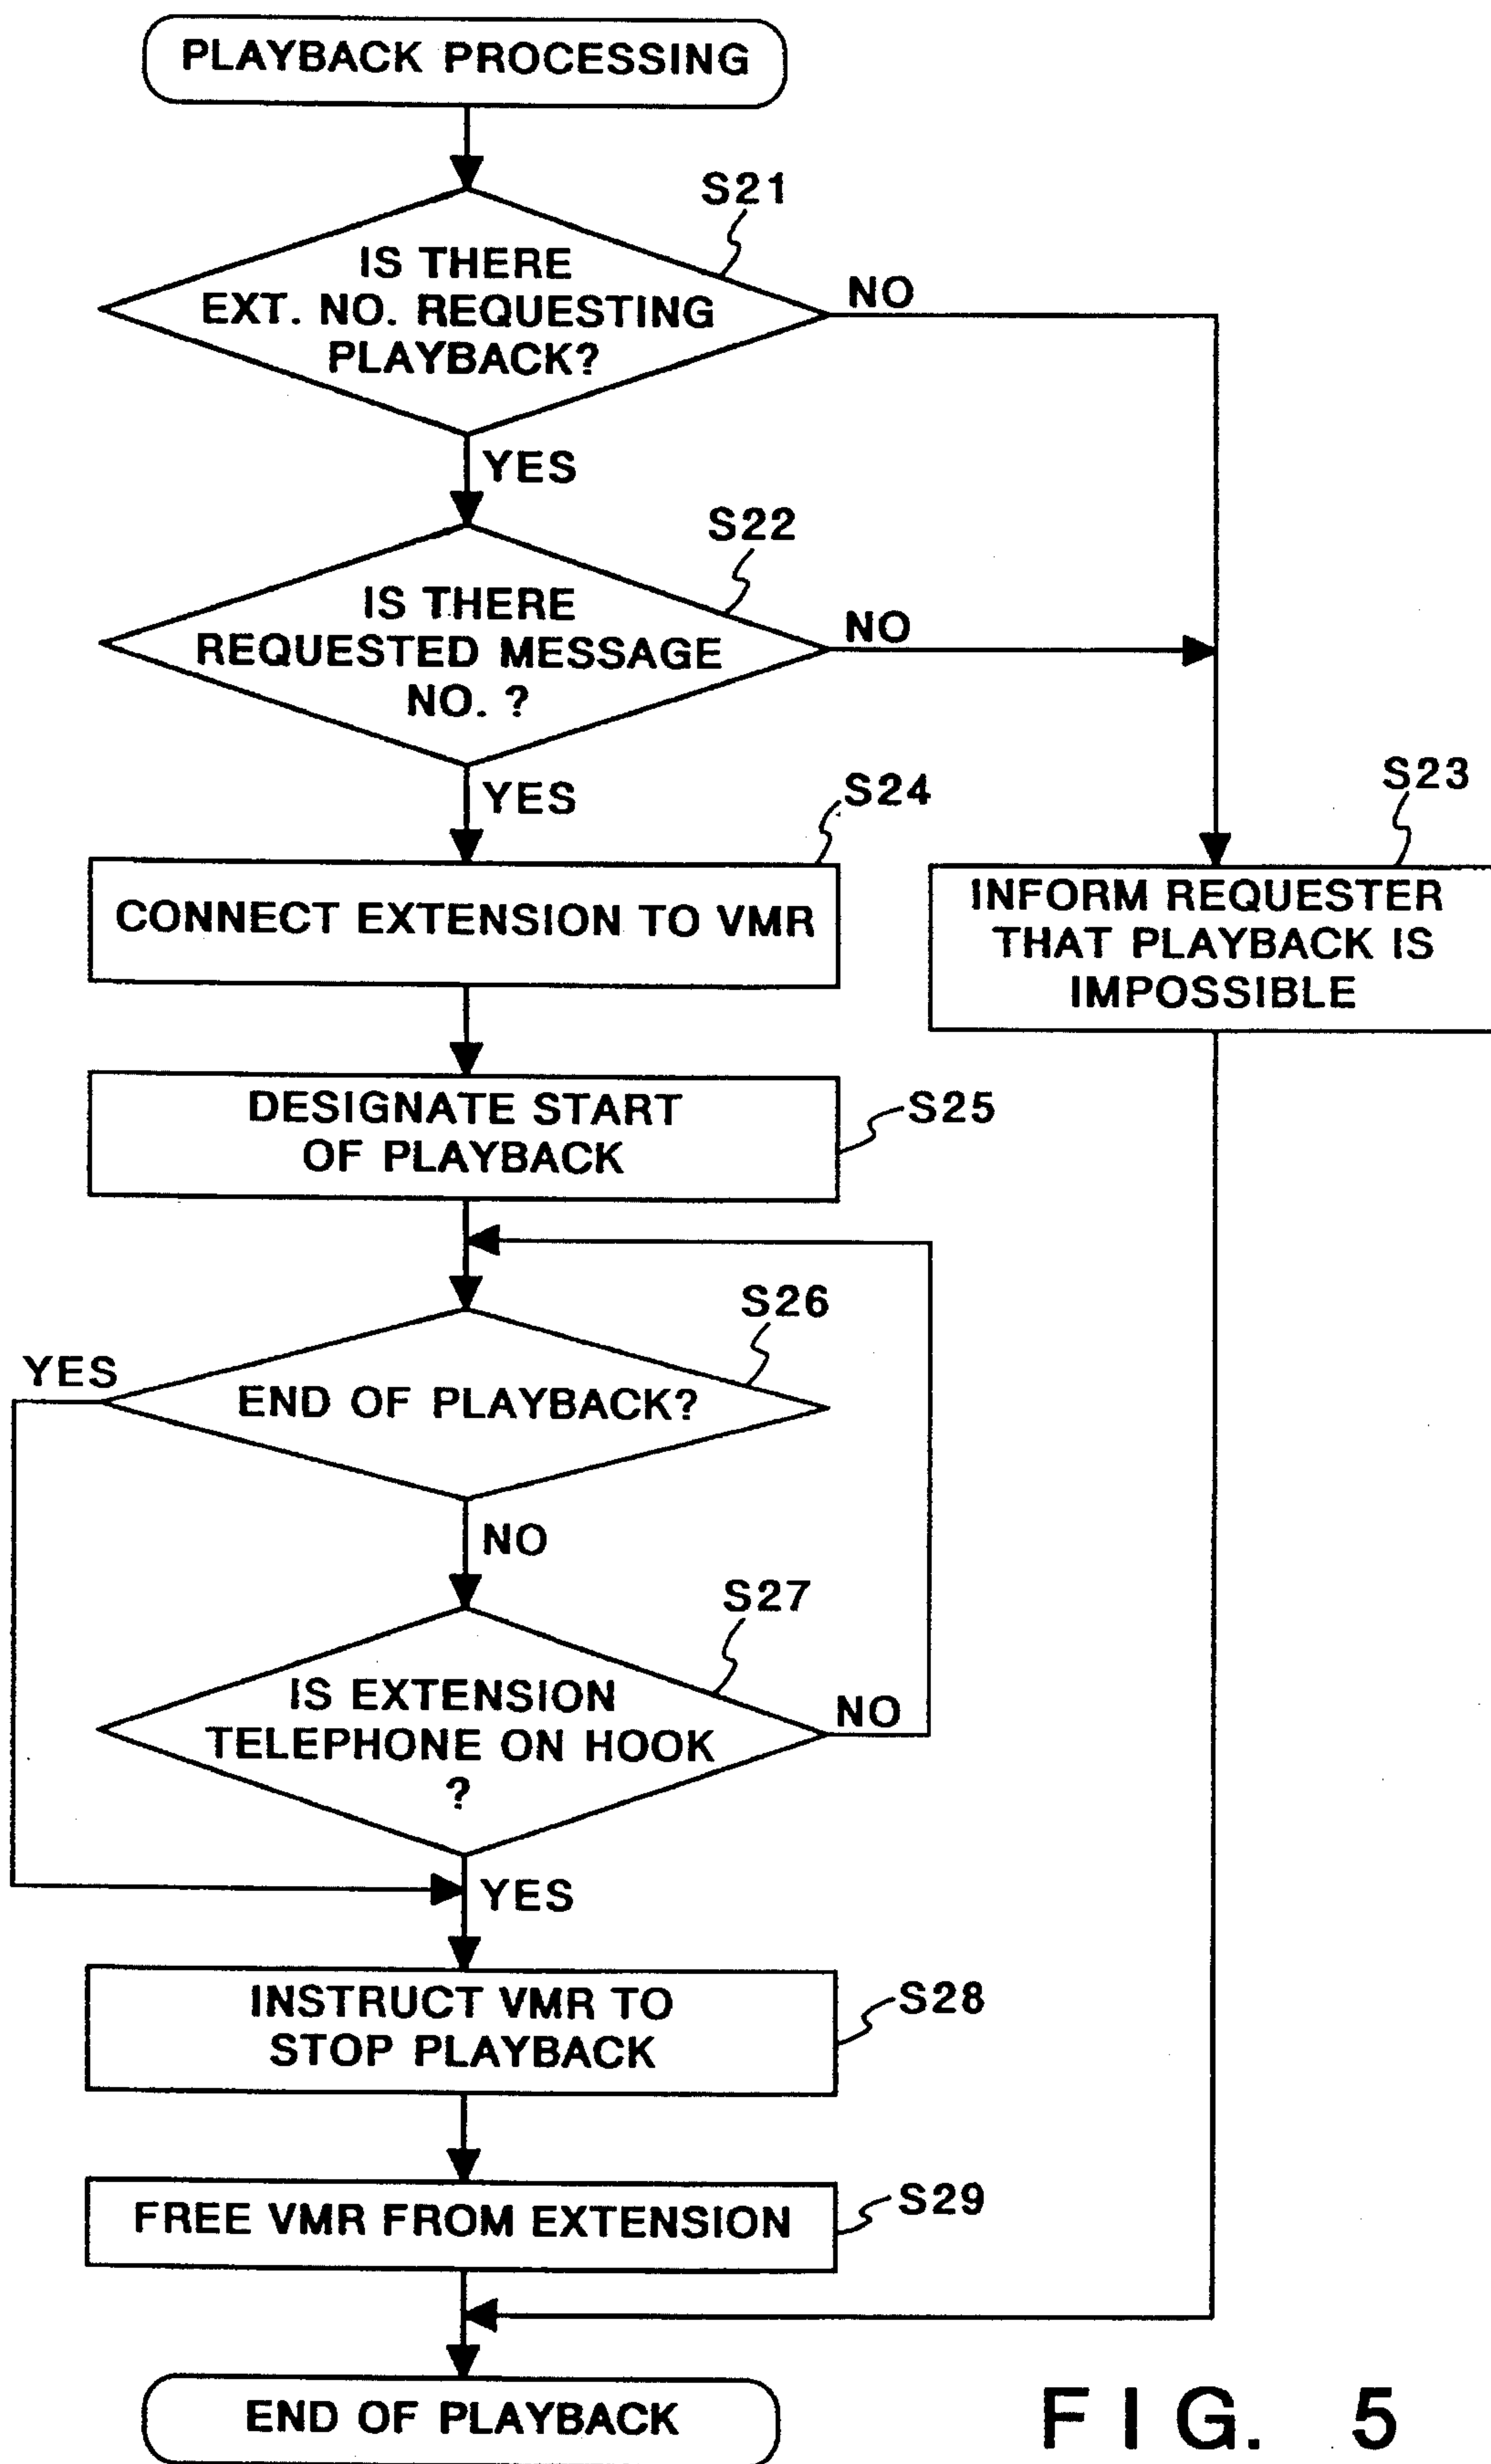 PLAYBACK PROCESSING
S21
IS THERE
EXT. NO. REQUESTING
PLAYBACK?
NO
YES
S22
IS THERE
REQUESTED MESSAGE
NO. ?
NO
YES
S24
CONNECT EXTENSION TO VMR
S23
INFORM REQUESTER
THAT PLAYBACK IS
IMPOSSIBLE
DESIGNATE START
OF PLAYBACK
S25
S26
YES
END OF PLAYBACK?
NO
S27
IS EXTENSION
TELEPHONE ON HOOK
?
NO
YES
INSTRUCT VMR TO
STOP PLAYBACK
S28
FREE VMR FROM EXTENSION
S29
END OF PLAYBACK
FIG. 5